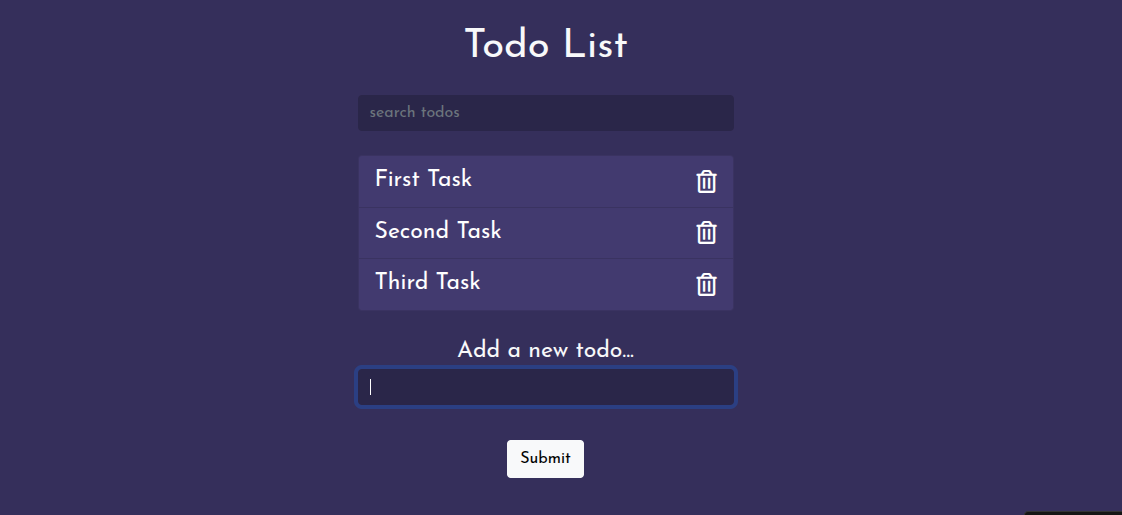 Todo List
search todos
First Task
Second Task
Third Task
Add a new todo...
Submit